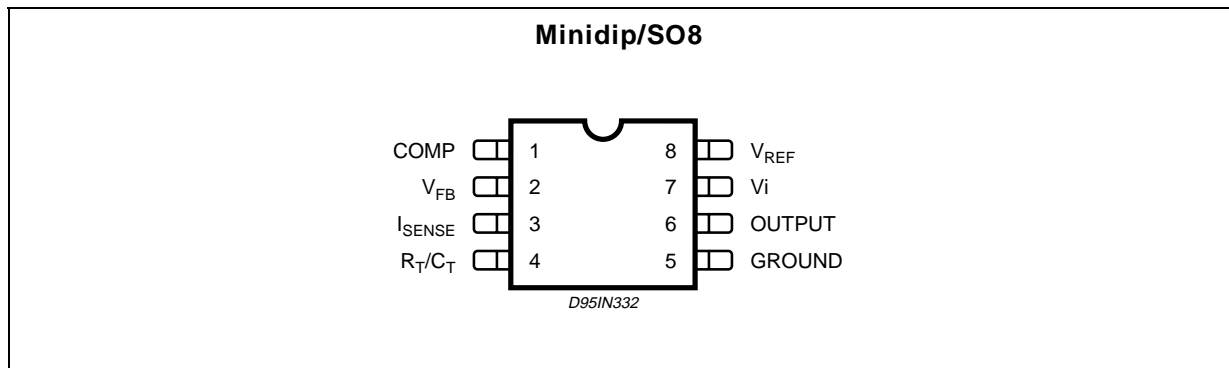 Minidip/SO8
COMP 1 8 VREF
VFB 2 7 Vi
ISENSE 3 6 OUTPUT
RT/CT 4 5 GROUND
D95IN332